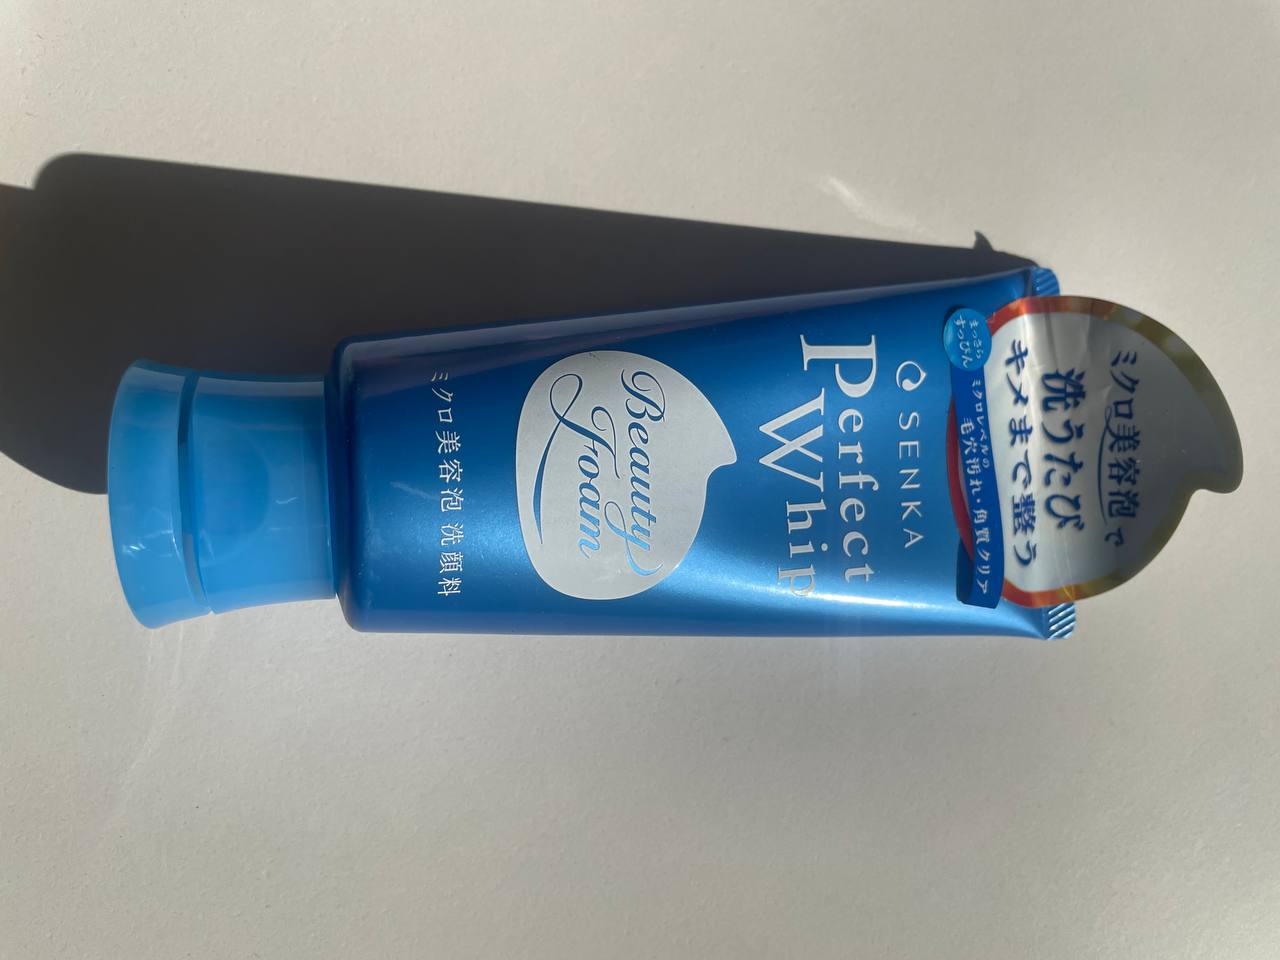 ミクロ美容泡で
洗うたび
キメまで整う
まっさら
すっぴん
ミクロレベルの
毛穴汚れ・角質クリア
SENKA
Perfect
Whip
Beauty
Foam
ミクロ美容泡 洗顔料